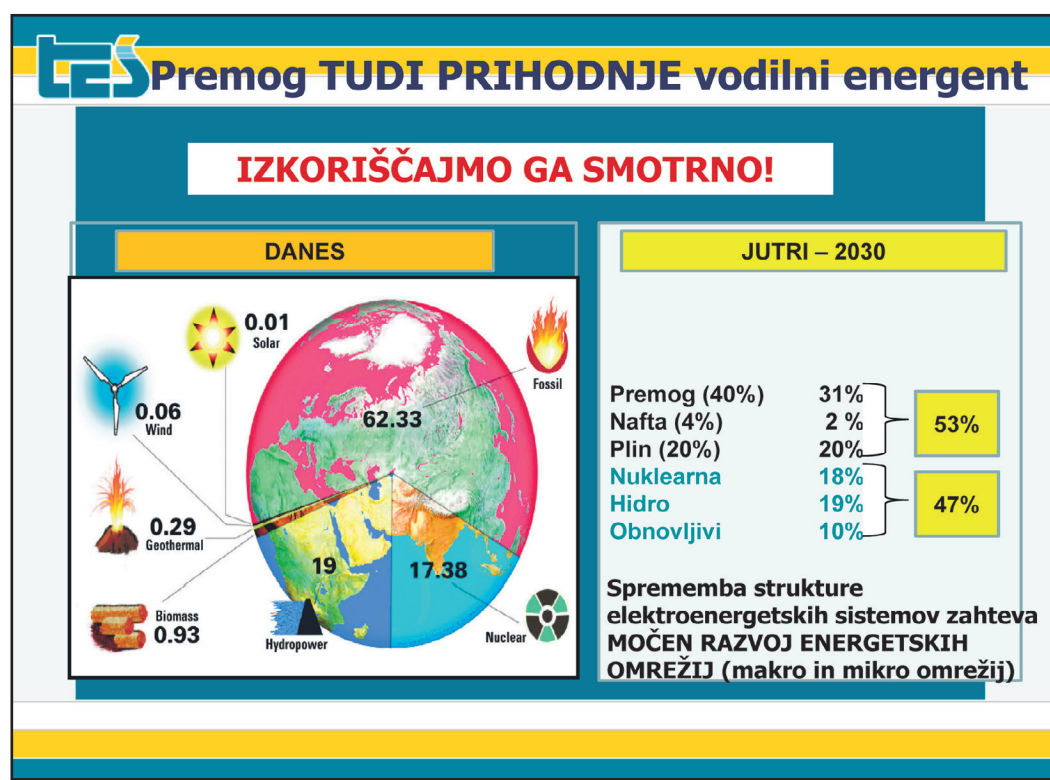 TEŠ
Premog TUDI PRIHODNJE vodilni energent
IZKORIŠČAJMO GA SMOTRNO!
DANES
0.01
Solar
0.06
Wind
0.29
Geothermal
Biomass
0.93
62.33
Fossil
19
Hydropower
17.38
Nuclear
JUTRI – 2030
Premog (40%) 31%
Nafta (4%) 2 %
Plin (20%) 20%
53%
Nuklearna 18%
Hidro 19%
Obnovljivi 10%
47%
Sprememba strukture
elektroenergetskih sistemov zahteva
MOČEN RAZVOJ ENERGETSKIH
OMREŽIJ (makro in mikro omrežij)